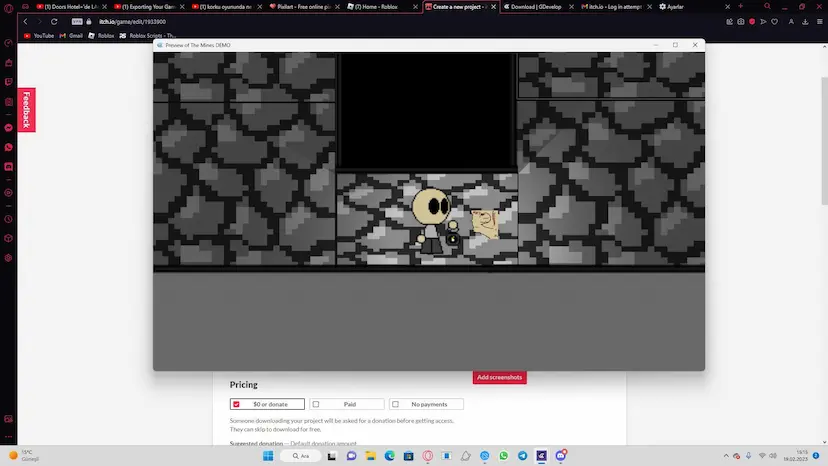 (1) Doors Hotel+'de Li
(1) Exporting Your Gam
(1) korku oyununda ne
Pixilart - Free online pi
(7) Home - Roblox
Create a new project - i
Download | GDevelop
itch.io - Log in attempt
Ayarlar
VPN
itch.io/game/edit/1933900
YouTube
Gmail
Roblox
Roblox Scripts - Th...
Preview of The Mines DEMO
Feedback
Add screenshots
Pricing
$0 or donate
Paid
No payments
Someone downloading your project will be asked for a donation before getting access.
They can skip to download for free.
Suggested donation — Default donation amount
15°C
Güneşli
Ara
19.02.2023